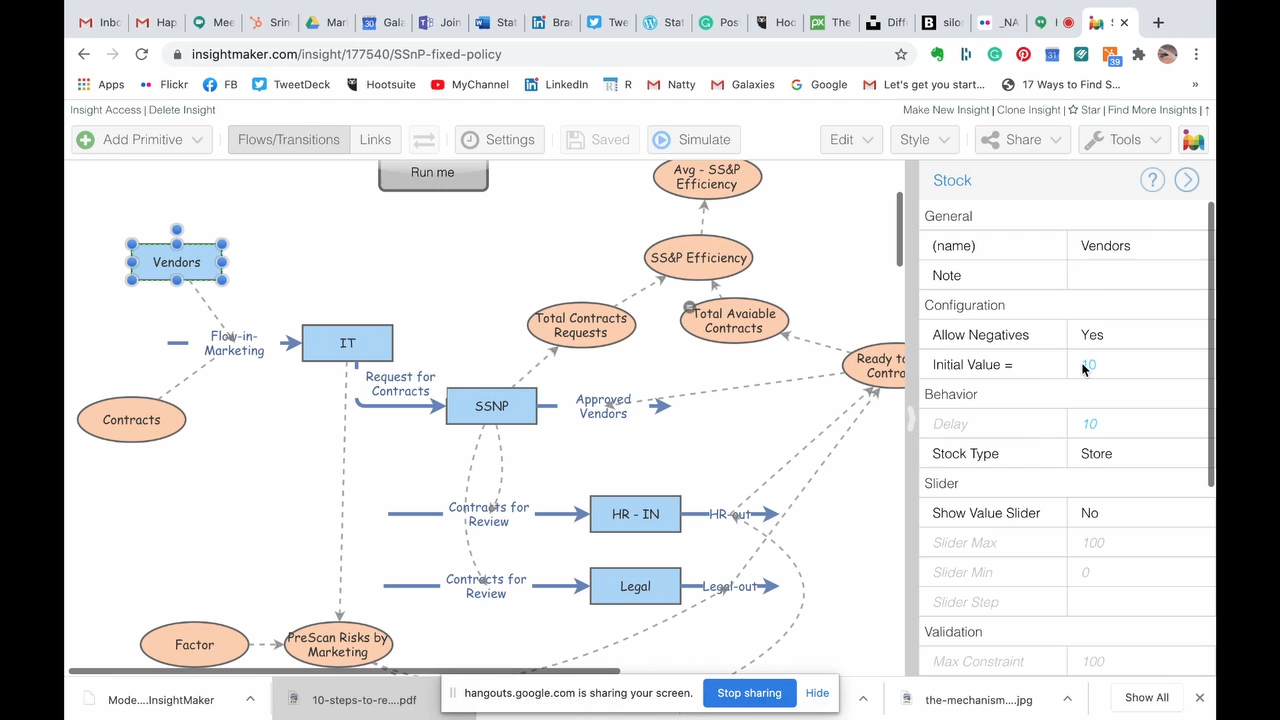 Inbo
Hap
Mee
Srin
Mar
Gala
Join
Stat
Bra
Twe
Stat
Pos
Hoo
The
Diff
silo
_NA
H
S
insightmaker.com/insight/177540/SSnP-fixed-policy
39
Apps
Flickr
FB
TweetDeck
Hootsuite
MyChannel
LinkedIn
R
Natty
Galaxies
Google
Let's get you start...
17 Ways to Find S...
Insight Access | Delete Insight
Make New Insight | Clone Insight | Star | Find More Insights |
Add Primitive
Flows/Transitions
Links
Settings
Saved
Simulate
Edit
Style
Share
Tools
Run me
Avg - SS&P
Efficiency
Vendors
SS&P Efficiency
Flow-in-
Marketing
IT
Total Contracts
Requests
Total Avaiable
Contracts
Ready to
Contra
Request for
Contracts
SSNP
Approved
Vendors
Contracts
Contracts for
Review
HR - IN
HR-out
Contracts for
Review
Legal
Legal-out
Factor
PreScan Risks by
Marketing
Stock
?
General
(name)
Vendors
Note
Configuration
Allow Negatives
Yes
Initial Value =
10
Behavior
Delay
10
Stock Type
Store
Slider
Show Value Slider
No
Slider Max
100
Slider Min
0
Slider Step
Validation
Max Constraint
100
Mode....InsightMaker
10-steps-to-re....pdf
hangouts.google.com is sharing your screen.
Stop sharing
Hide
the-mechanism....jpg
Show All